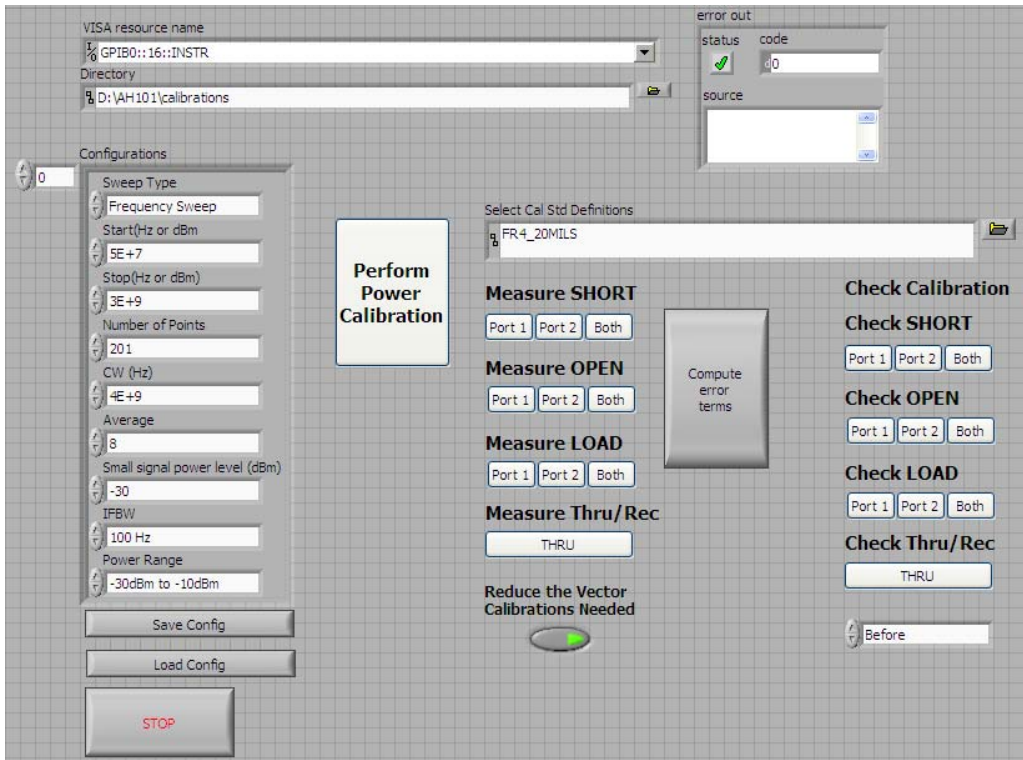 VISA resource name
GPIB0::16::INSTR
Directory
D:\AH101\calibrations
error out
status code
d 0
source
Configurations
0
Sweep Type
Frequency Sweep
Start(Hz or dBm
5E+7
Stop(Hz or dBm)
3E+9
Number of Points
201
CW (Hz)
4E+9
Average
8
Small signal power level (dBm)
-30
IFBW
100 Hz
Power Range
-30dBm to -10dBm
Save Config
Load Config
STOP
Perform
Power
Calibration
Select Cal Std Definitions
FR4_20MILS
Measure SHORT
Port 1 Port 2 Both
Measure OPEN
Port 1 Port 2 Both
Measure LOAD
Port 1 Port 2 Both
Measure Thru/Rec
THRU
Reduce the Vector
Calibrations Needed
Compute
error
terms
Check Calibration
Check SHORT
Port 1 Port 2 Both
Check OPEN
Port 1 Port 2 Both
Check LOAD
Port 1 Port 2 Both
Check Thru/Rec
THRU
Before